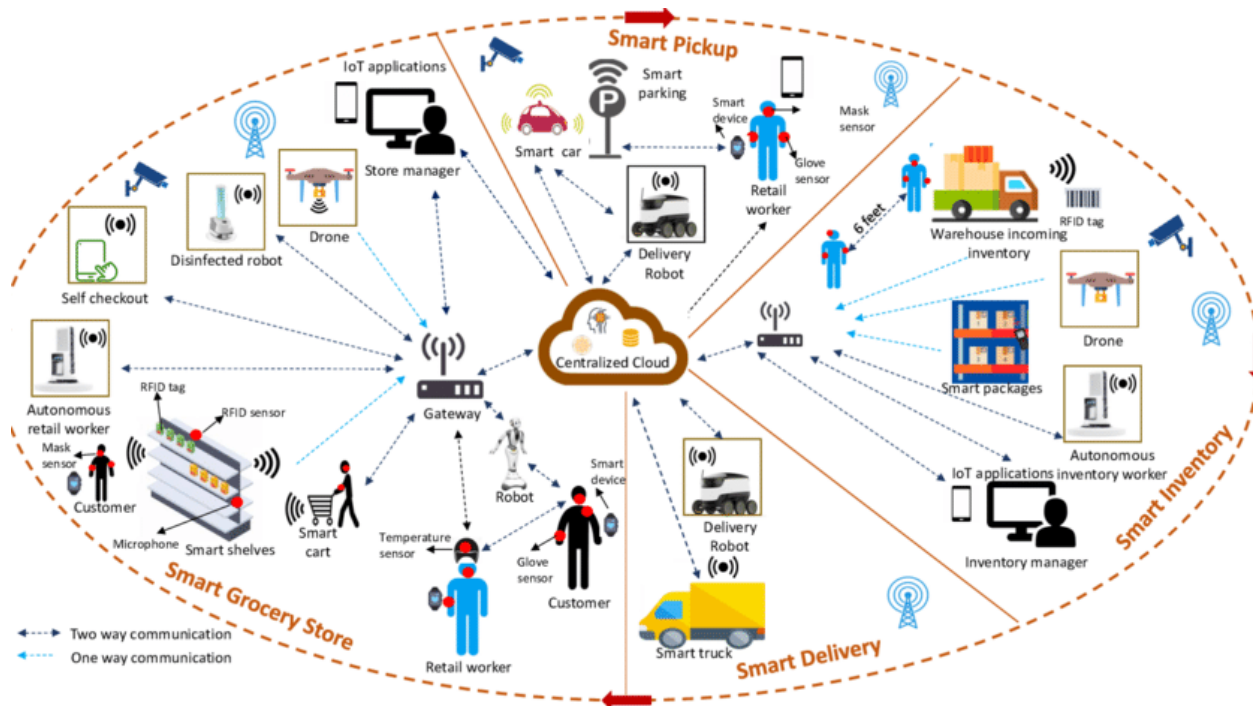 Smart Pickup
IoT applications
Store manager
Smart
parking
P
Smart car
Smart
device
Mask
sensor
Glove
sensor
Retail
worker
Delivery
Robot
6 feet
RFID tag
Warehouse incoming
inventory
Drone
Disinfected robot
Self checkout
Drone
Centralized Cloud
Smart packages
Autonomous
retail worker
RFID tag
RFID sensor
Gateway
Autonomous
inventory worker
Mask
sensor
Customer
Microphone
Smart shelves
Smart
cart
Robot
Smart
device
Temperature
sensor
Glove
sensor
Customer
Retail worker
Delivery
Robot
Smart truck
IoT applications
Inventory manager
Smart Inventory
Smart Grocery Store
Smart Delivery
Two way communication
One way communication